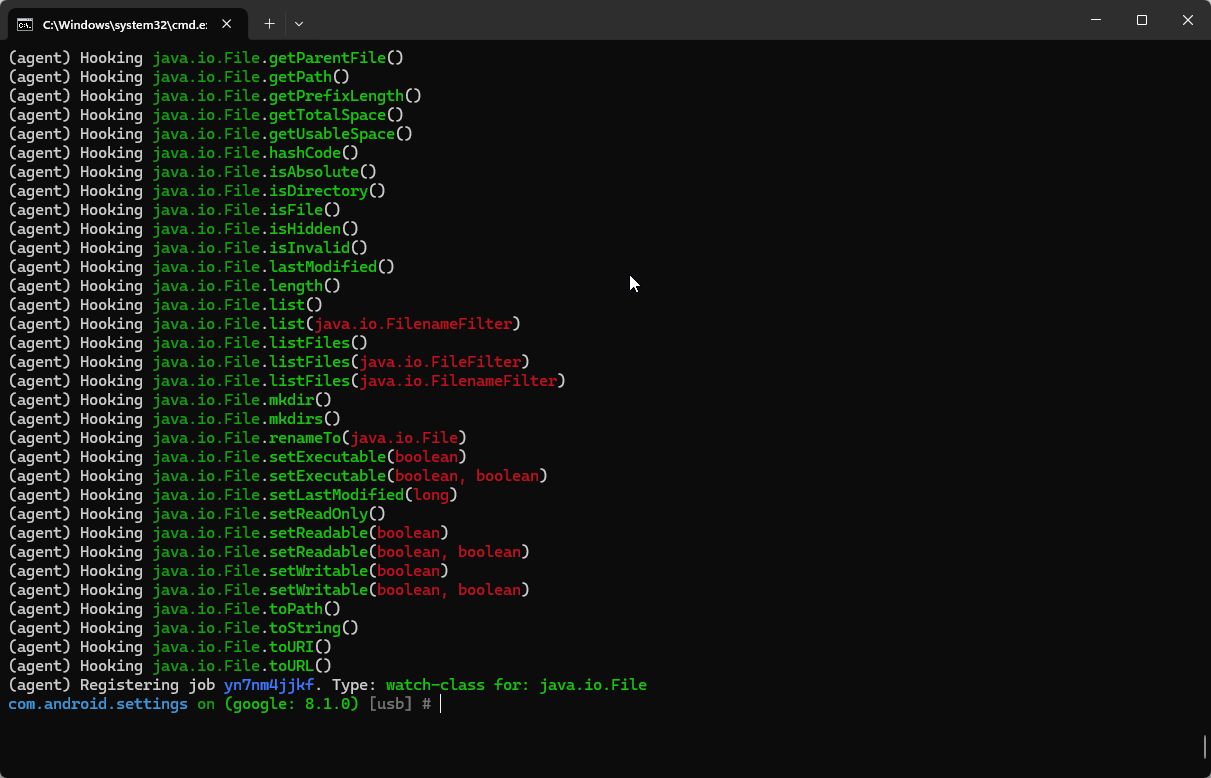 C:\Windows\system32\cmd.e:
(agent) Hooking java.io.File.getParentFile()
(agent) Hooking java.io.File.getPath()
(agent) Hooking java.io.File.getPrefixLength()
(agent) Hooking java.io.File.getTotalSpace()
(agent) Hooking java.io.File.getUsableSpace()
(agent) Hooking java.io.File.hashCode()
(agent) Hooking java.io.File.isAbsolute()
(agent) Hooking java.io.File.isDirectory()
(agent) Hooking java.io.File.isFile()
(agent) Hooking java.io.File.isHidden()
(agent) Hooking java.io.File.isInvalid()
(agent) Hooking java.io.File.lastModified()
(agent) Hooking java.io.File.length()
(agent) Hooking java.io.File.list()
(agent) Hooking java.io.File.list(java.io.FilenameFilter)
(agent) Hooking java.io.File.listFiles()
(agent) Hooking java.io.File.listFiles(java.io.FileFilter)
(agent) Hooking java.io.File.listFiles(java.io.FilenameFilter)
(agent) Hooking java.io.File.mkdir()
(agent) Hooking java.io.File.mkdirs()
(agent) Hooking java.io.File.renameTo(java.io.File)
(agent) Hooking java.io.File.setExecutable(boolean)
(agent) Hooking java.io.File.setExecutable(boolean, boolean)
(agent) Hooking java.io.File.setLastModified(long)
(agent) Hooking java.io.File.setReadOnly()
(agent) Hooking java.io.File.setReadable(boolean)
(agent) Hooking java.io.File.setReadable(boolean, boolean)
(agent) Hooking java.io.File.setWritable(boolean)
(agent) Hooking java.io.File.setWritable(boolean, boolean)
(agent) Hooking java.io.File.toPath()
(agent) Hooking java.io.File.toString()
(agent) Hooking java.io.File.toURI()
(agent) Hooking java.io.File.toURL()
(agent) Registering job yn7nm4jjkf. Type: watch-class for: java.io.File
com.android.settings on (google: 8.1.0) [usb] #